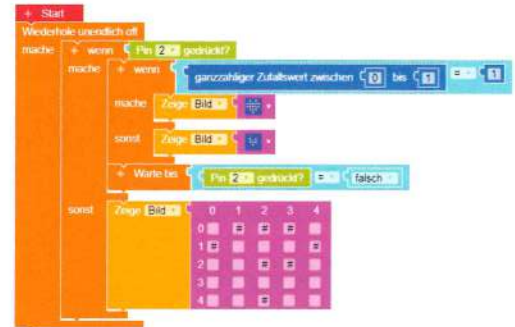 + Start
Wiederhole unendlich oft
mache + wenn Pin 2 gedrückt?
mache + wenn ganzzahliger Zufallswert zwischen 0 bis 1 = 1
mache Zeige Bild
sonst Zeige Bild
+ Warte bis Pin 2 gedrückt? = falsch
sonst Zeige Bild 0 1 2 3 4
0 # # #
1 # #
2 # #
3
4 #